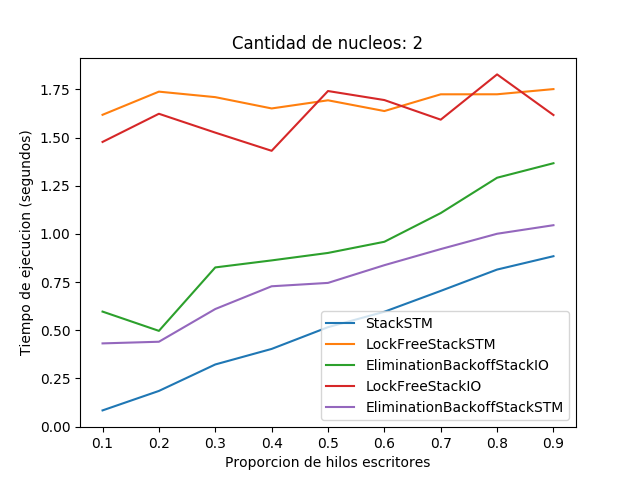 Cantidad de nucleos: 2
Tiempo de ejecucion (segundos)
1.75
1.50
1.25
1.00
0.75
0.50
0.25
0.00
StackSTM
LockFreeStackSTM
EliminationBackoffStackIO
LockFreeStackIO
EliminationBackoffStackSTM
0.1 0.2 0.3 0.4 0.5 0.6 0.7 0.8 0.9
Proporcion de hilos escritores